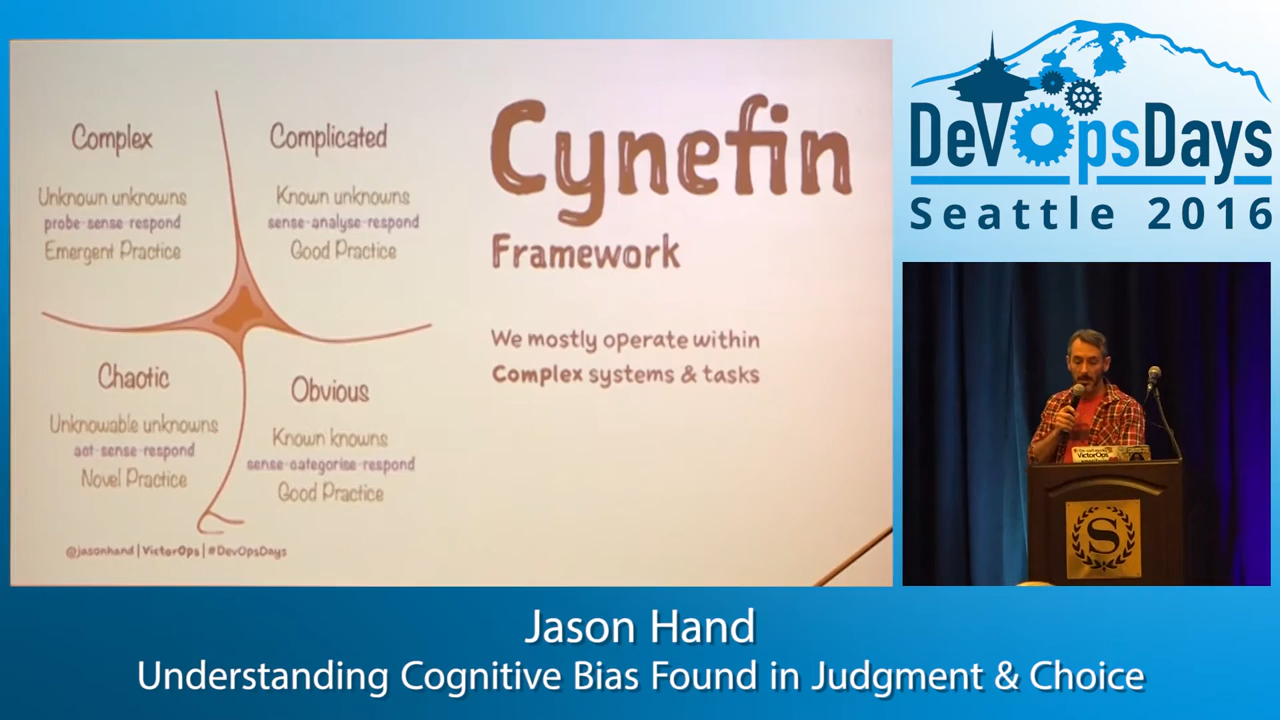 Complex
Unknown unknowns
probe-sense-respond
Emergent Practice
Complicated
Known unknowns
sense-analyse-respond
Good Practice
Chaotic
Unknowable unknowns
act-sense-respond
Novel Practice
Obvious
Known knowns
sense-categorise-respond
Good Practice
@jasonhand | VictorOps | #DevOpsDays
Cynefin
Framework
We mostly operate within
Complex systems & tasks
DevOpsDays
Seattle 2016
VictorOps
S
Jason Hand
Understanding Cognitive Bias Found in Judgment & Choice